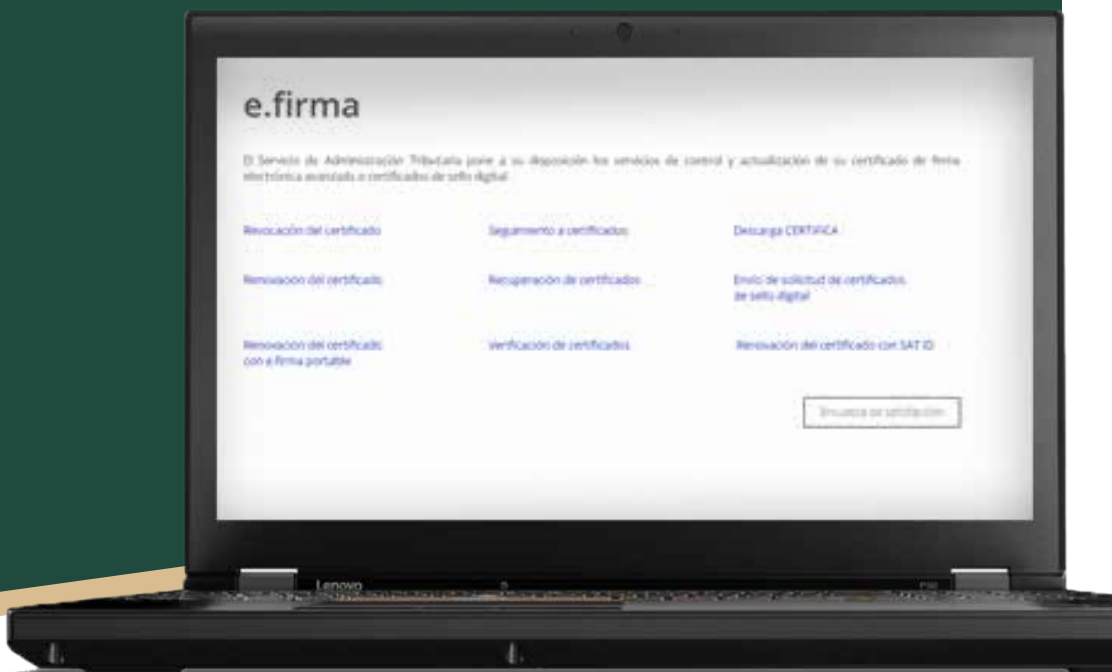 e.firma
El Servicio de Administración Tributaria pone a su disposición los servicios de control y actualización de su certificado de firma
electrónica avanzada o certificados de sello digital
Revocación del certificado
Seguimiento a certificados
Descarga CERTIFICA
Renovación del certificado
Recuperación de certificados
Envío de solicitud de certificados
de sello digital
Renovación del certificado
con e.firma portable
Verificación de certificados
Renovación del certificado con SAT ID
Encuesta de satisfacción
Lenovo